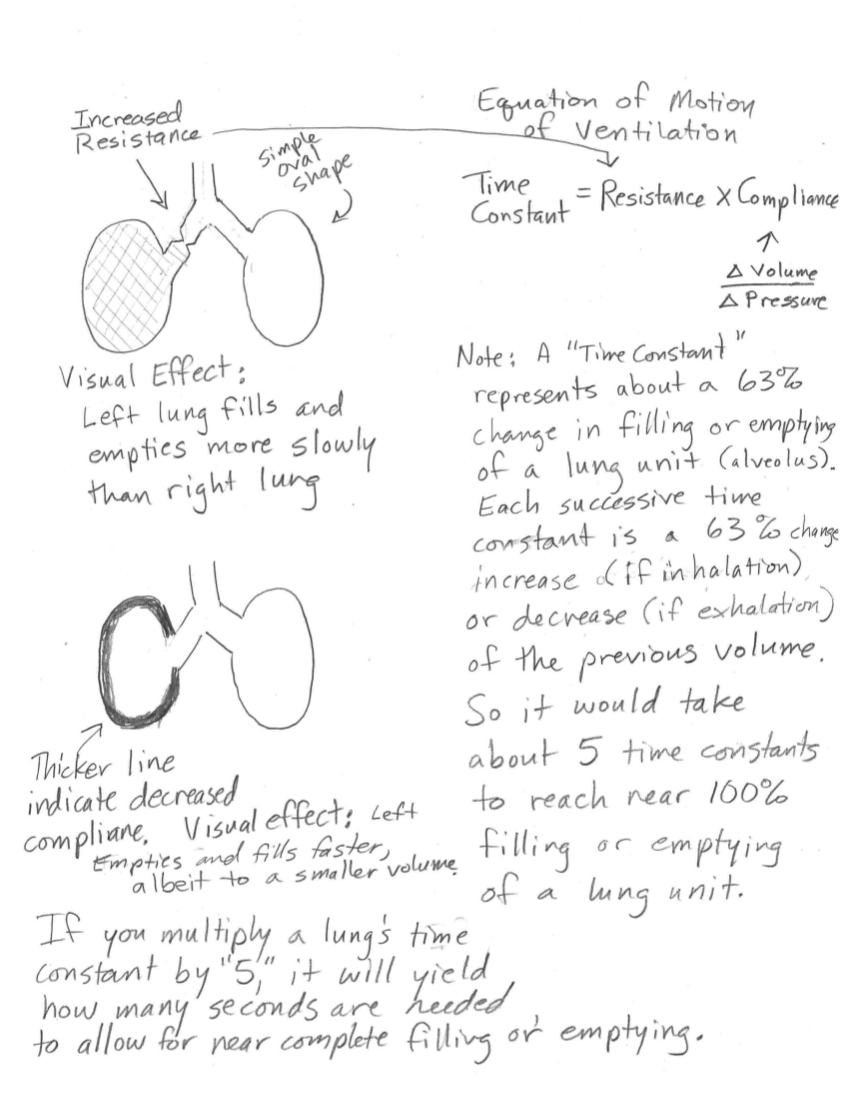 Increased
Resistance
simple
oval
shape
Visual Effect:
Left lung fills and
empties more slowly
than right lung
Thicker line
indicate decreased
compliane. Visual effect: Left
Empties and fills faster,
albeit to a smaller volume.
Equation of Motion
of Ventilation
Time
Constant = Resistance X Compliance
Δ Volume
Δ Pressure
Note: A "Time Constant"
represents about a 63%
change in filling or emptying
of a lung unit (alveolus).
Each successive time
constant is a 63% change
increase (if inhalation)
or decrease (if exhalation)
of the previous volume.
So it would take
about 5 time constants
to reach near 100%
filling or emptying
of a lung unit.
If you multiply a lung's time
constant by "5," it will yield
how many seconds are needed
to allow for near complete filling or emptying.